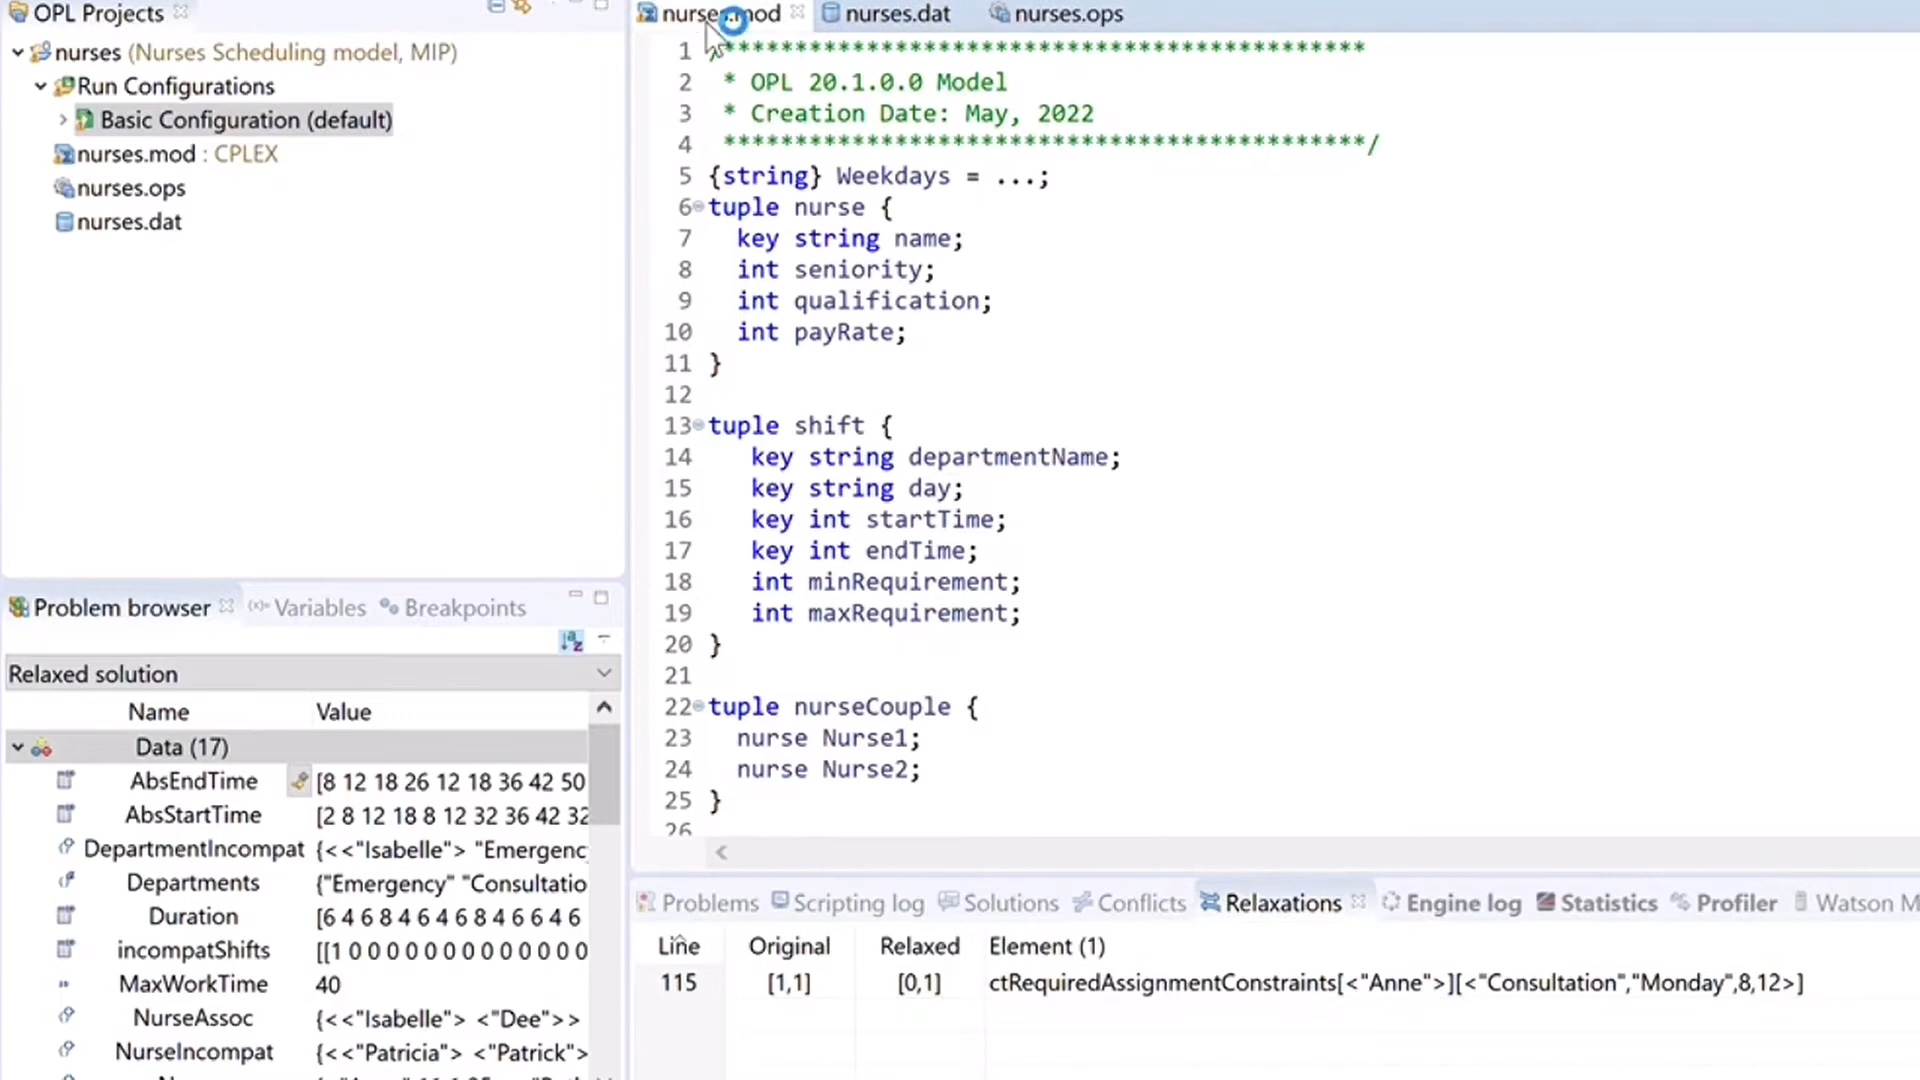 OPL Projects
nurses (Nurses Scheduling model, MIP)
Run Configurations
Basic Configuration (default)
nurses.mod : CPLEX
nurses.ops
nurses.dat
Problem browser Variables Breakpoints
Relaxed solution
Name Value
Data (17)
AbsEndTime [8 12 18 26 12 18 36 42 50
AbsStartTime [2 8 12 18 8 12 32 36 42 32
DepartmentIncompat {<<"Isabelle"> "Emergenc
Departments {"Emergency" "Consultatio
Duration [6 4 6 8 4 6 4 6 8 4 6 6 4 6
incompatShifts [[1 0 0 0 0 0 0 0 0 0 0 0 0 0
MaxWorkTime 40
NurseAssoc {<<"Isabelle"> <"Dee">>
NurseIncompat {<<"Patricia"> <"Patrick">
nurses.mod nurses.dat nurses.ops
1 /*********************************************
2 * OPL 20.1.0.0 Model
3 * Creation Date: May, 2022
4 *********************************************/
5 {string} Weekdays = ...;
6 tuple nurse {
7 key string name;
8 int seniority;
9 int qualification;
10 int payRate;
11 }
12
13 tuple shift {
14 key string departmentName;
15 key string day;
16 key int startTime;
17 key int endTime;
18 int minRequirement;
19 int maxRequirement;
20 }
21
22 tuple nurseCouple {
23 nurse Nurse1;
24 nurse Nurse2;
25 }
26
Problems Scripting log Solutions Conflicts Relaxations Engine log Statistics Profiler Watson M
Line Original Relaxed Element (1)
115 [1,1] [0,1] ctRequiredAssignmentConstraints[<"Anne">][<"Consultation","Monday",8,12>]